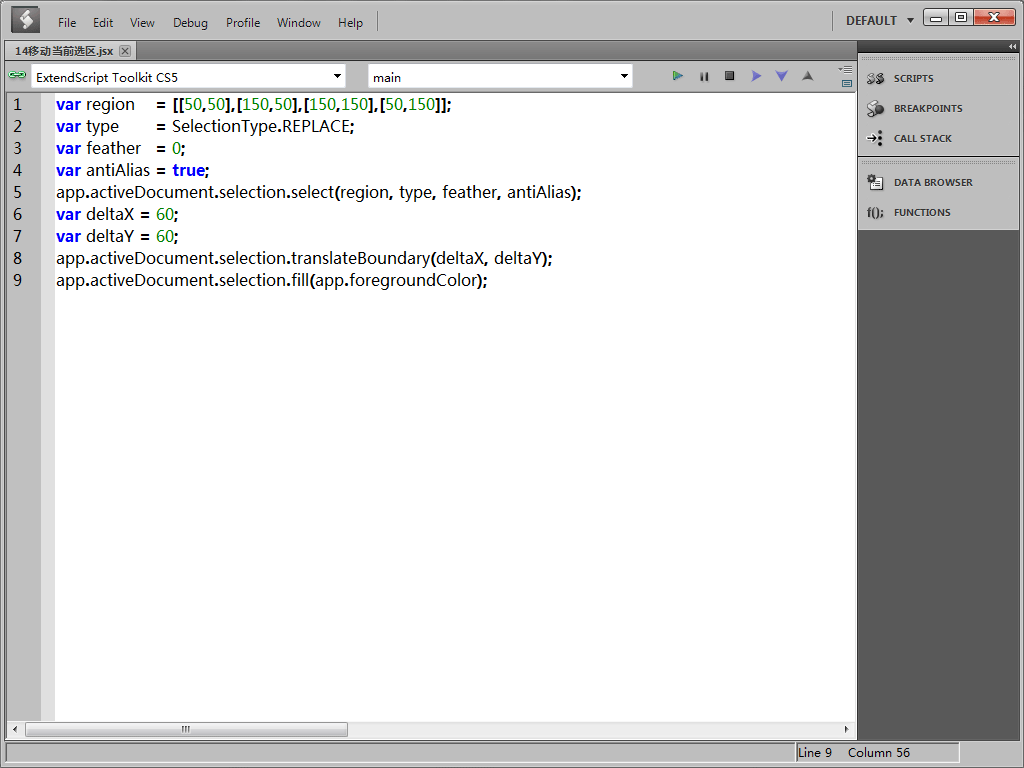 File Edit View Debug Profile Window Help DEFAULT
14移动当前选区.jsx
ExtendScript Toolkit CS5 main
1 var region = [[50,50],[150,50],[150,150],[50,150]];
2 var type = SelectionType.REPLACE;
3 var feather = 0;
4 var antiAlias = true;
5 app.activeDocument.selection.select(region, type, feather, antiAlias);
6 var deltaX = 60;
7 var deltaY = 60;
8 app.activeDocument.selection.translateBoundary(deltaX, deltaY);
9 app.activeDocument.selection.fill(app.foregroundColor);
SCRIPTS
BREAKPOINTS
CALL STACK
DATA BROWSER
f(); FUNCTIONS
Line 9 Column 56